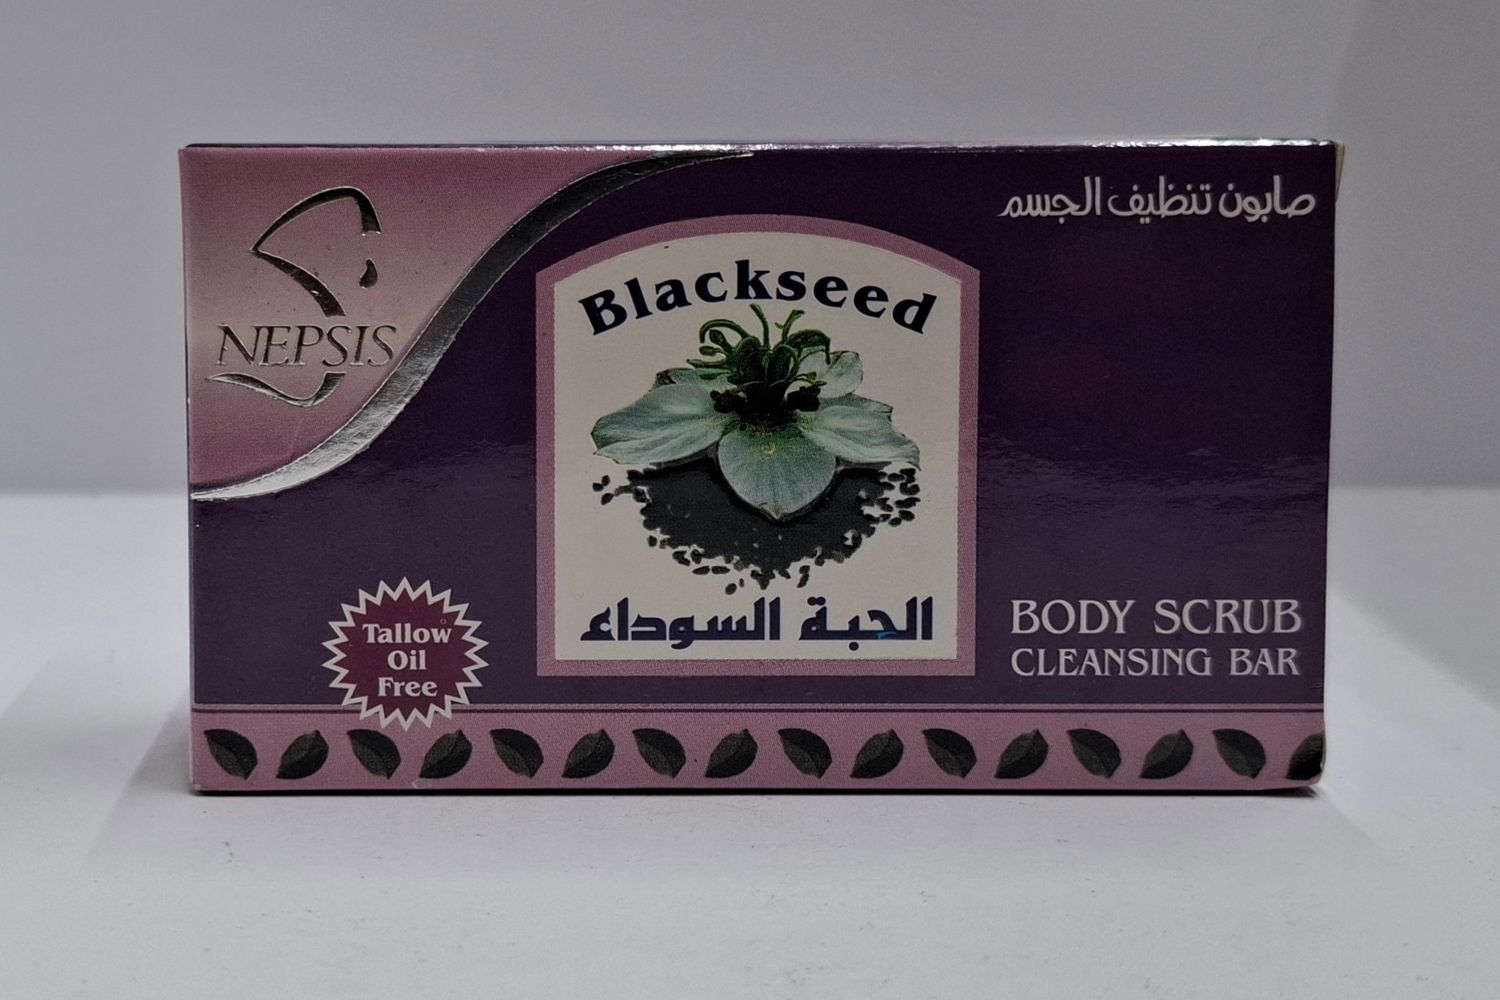 NEPSIS
صابون تنظيف الجسم
Blackseed
الحبة السوداء
Tallow
Oil
Free
BODY SCRUB
CLEANSING BAR